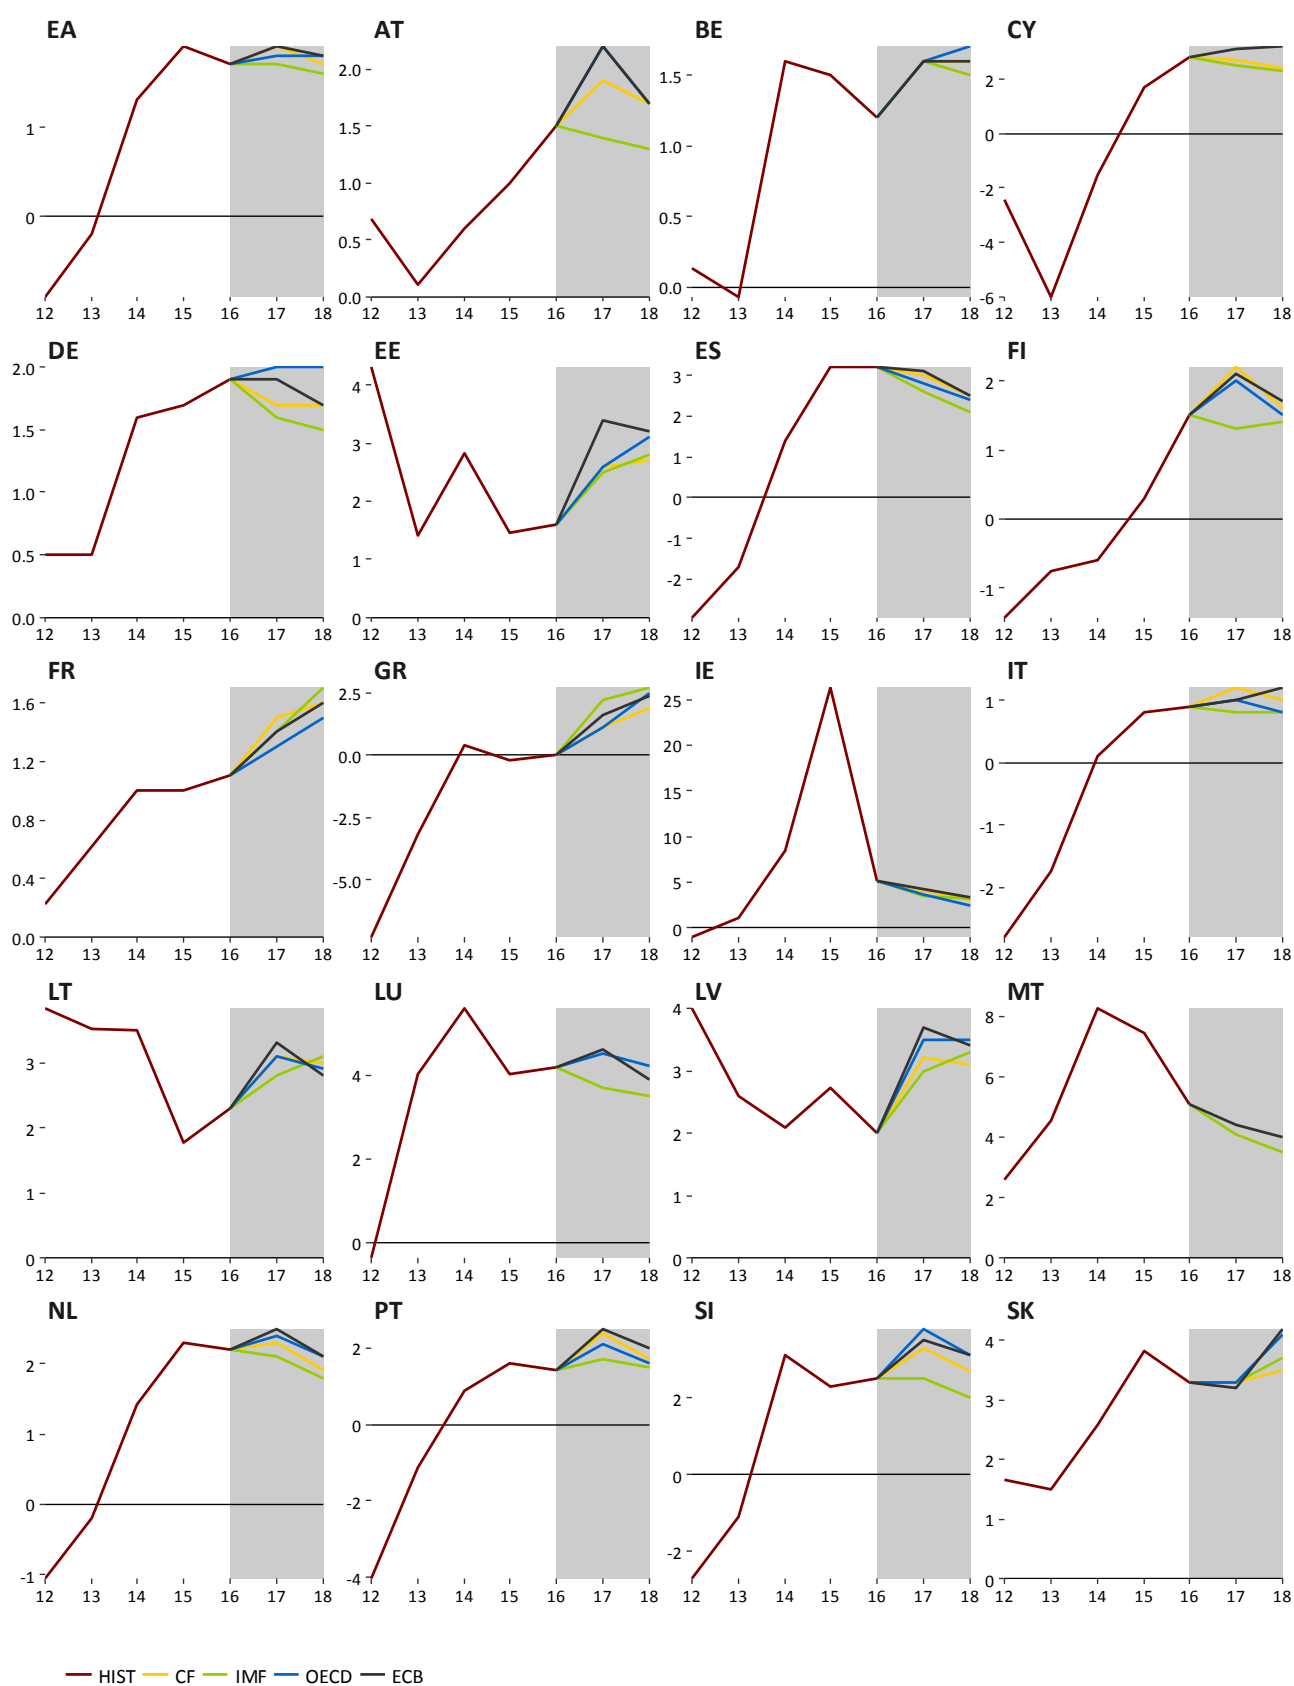 EA AT BE CY
1 0
2.0 1.5 1.0 0.5 0.0
1.5 1.0 0.5 0.0
2 0 -2 -4 -6
12 13 14 15 16 17 18 12 13 14 15 16 17 18 12 13 14 15 16 17 18 12 13 14 15 16 17 18
DE EE ES FI
2.0 1.5 1.0 0.5 0.0
4 3 2 1 0
3 2 1 0 -1 -2
2 1 0 -1
12 13 14 15 16 17 18 12 13 14 15 16 17 18 12 13 14 15 16 17 18 12 13 14 15 16 17 18
FR GR IE IT
1.6 1.2 0.8 0.4 0.0
2.5 0.0 -2.5 -5.0
25 20 15 10 5 0
1 0 -1 -2
12 13 14 15 16 17 18 12 13 14 15 16 17 18 12 13 14 15 16 17 18 12 13 14 15 16 17 18
LT LU LV MT
3 2 1 0
4 2 0
4 3 2 1 0
8 6 4 2 0
12 13 14 15 16 17 18 12 13 14 15 16 17 18 12 13 14 15 16 17 18 12 13 14 15 16 17 18
NL PT SI SK
2 1 0 -1
2 0 -2 -4
2 0 -2
4 3 2 1 0
12 13 14 15 16 17 18 12 13 14 15 16 17 18 12 13 14 15 16 17 18 12 13 14 15 16 17 18
HIST CF IMF OECD ECB